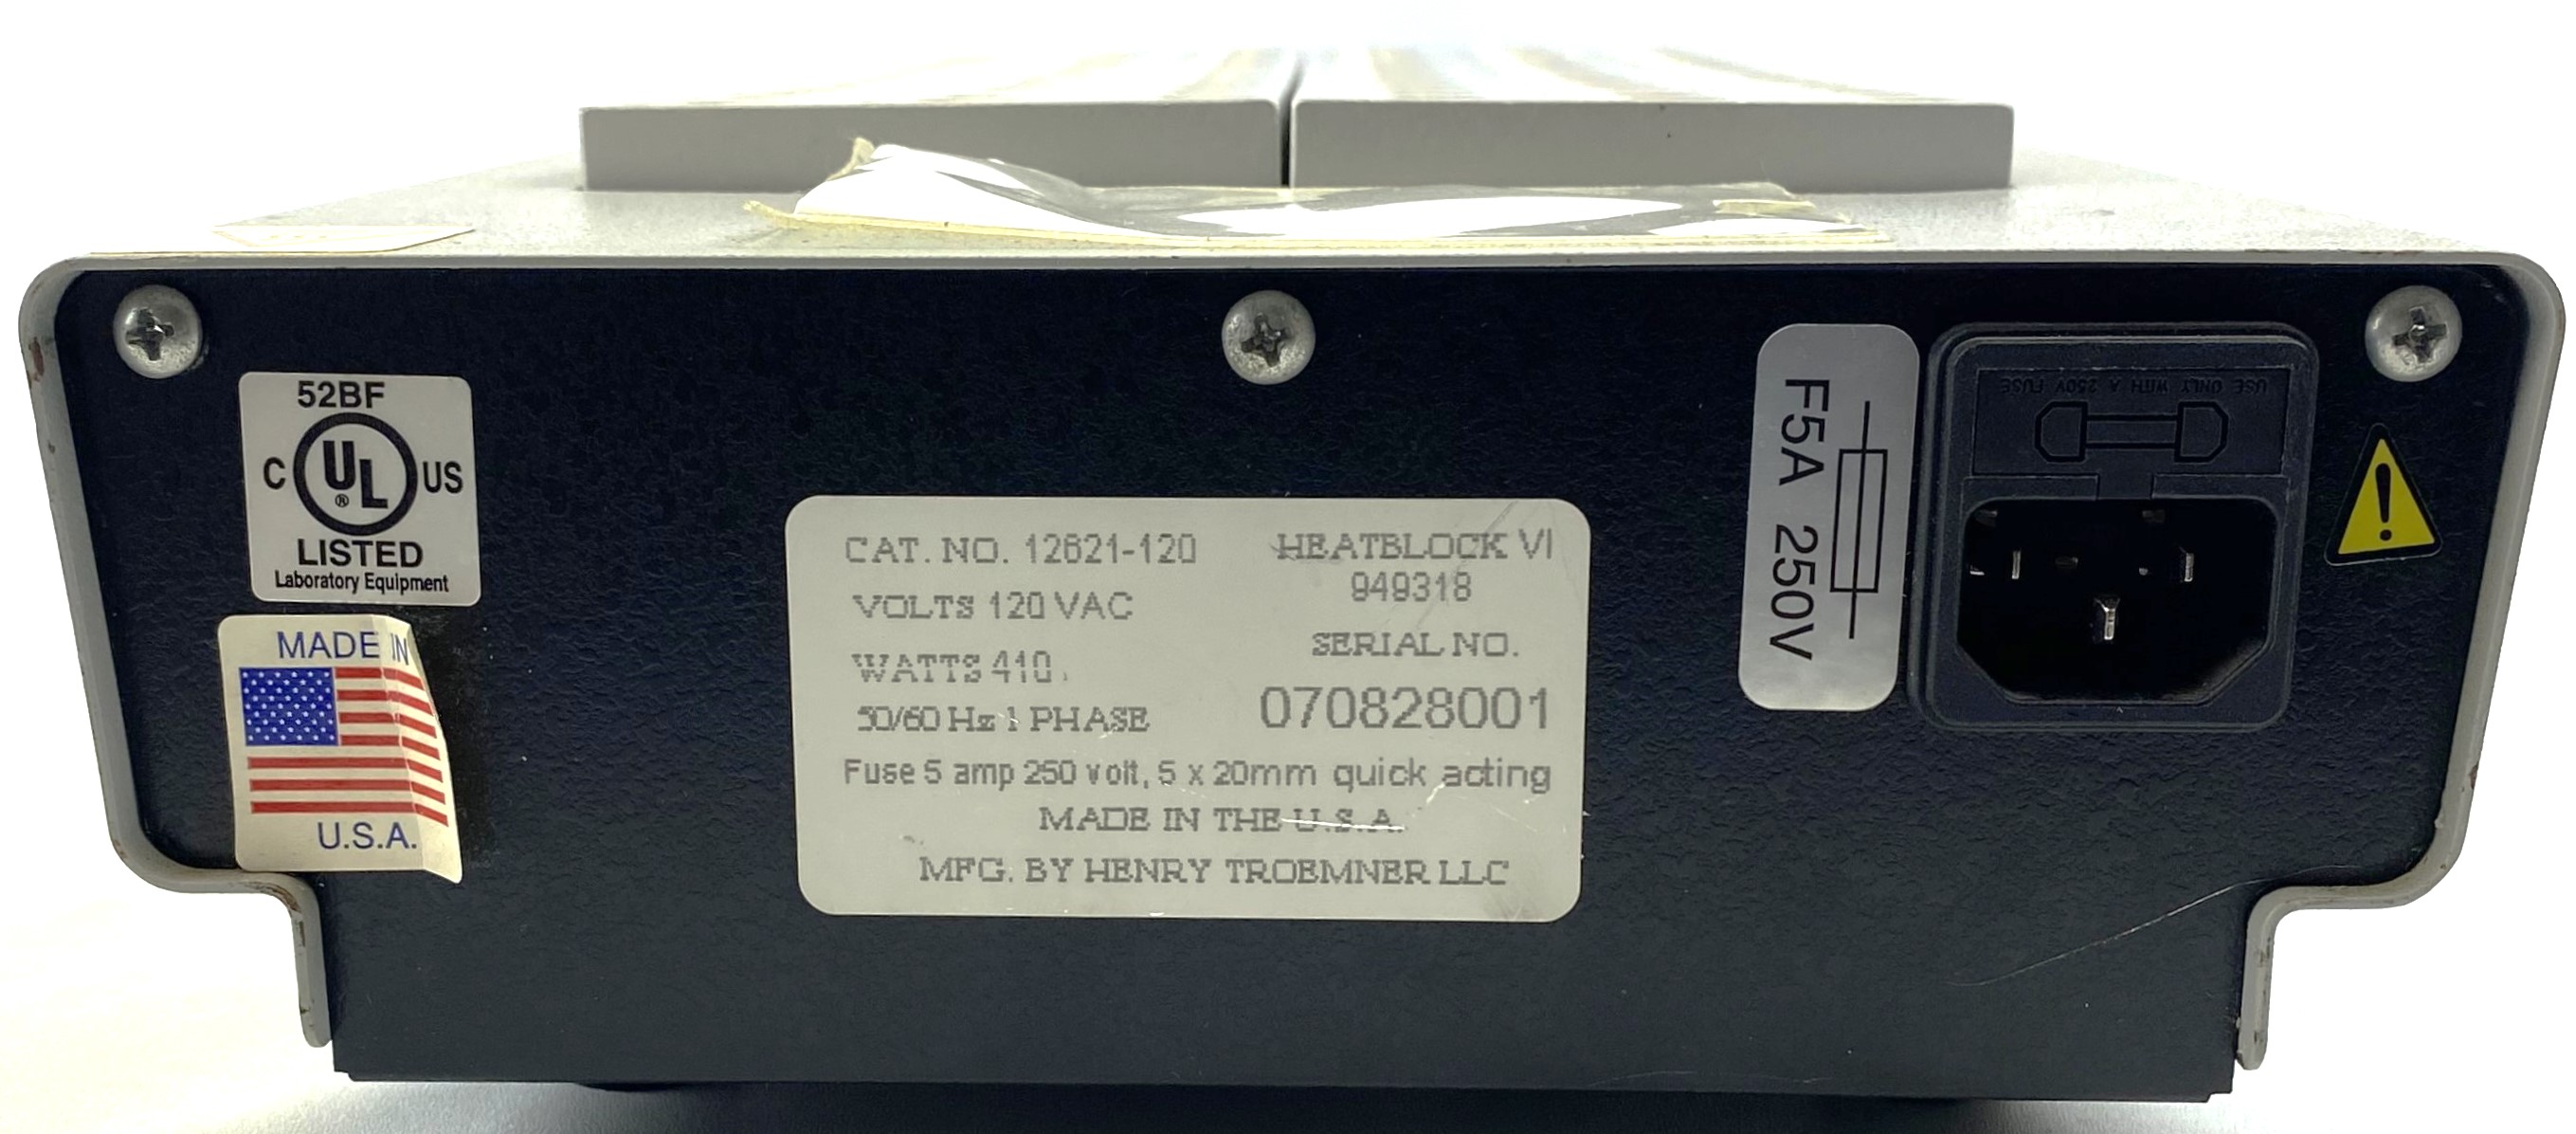 52BF
C UL US
®
LISTED
Laboratory Equipment
MADE IN
U.S.A.
CAT. NO. 12621-120
VOLTS 120 VAC
WATTS 410
50/60 Hz 1 PHASE
HEATBLOCK VI
949318
SERIAL NO.
070828001
Fuse 5 amp 250 volt, 5 x 20mm quick acting
MADE IN THE U.S.A.
MFG. BY HENRY TROEMNER LLC
F5A 250V
USE ONLY WITH A 250V FUSE
!